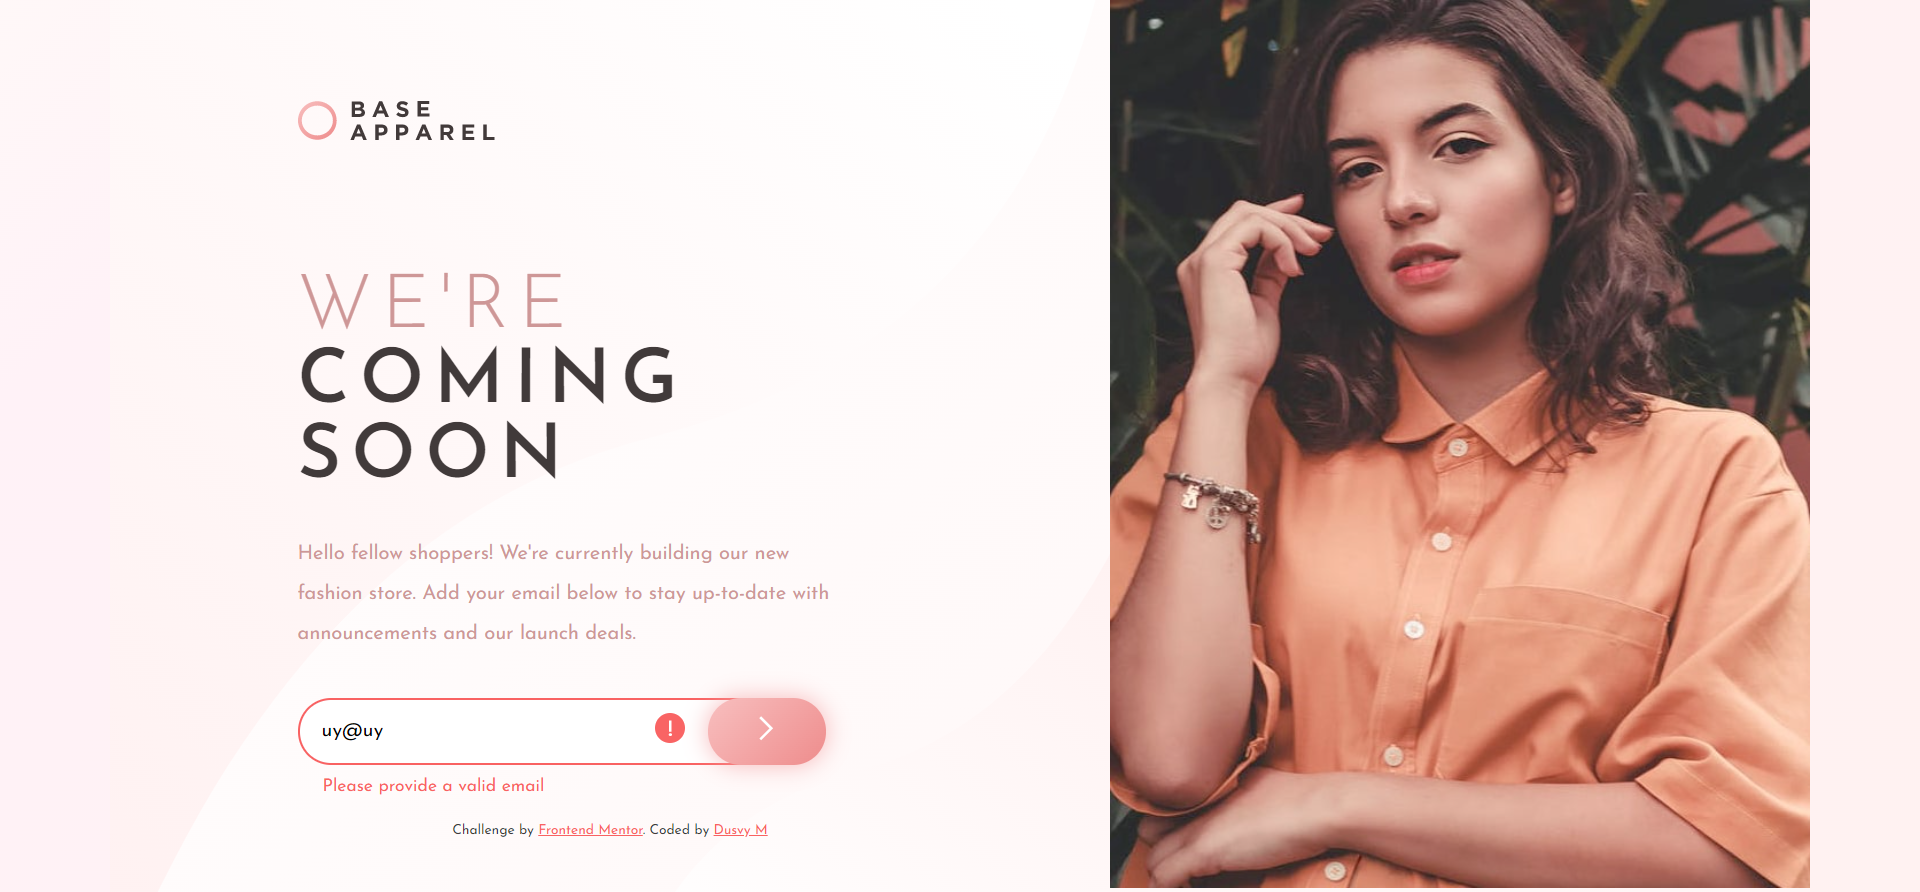 BASE
APPAREL
WE'RE
COMING
SOON
Hello fellow shoppers! We're currently building our new
fashion store. Add your email below to stay up-to-date with
announcements and our launch deals.
uy@uy
!
Please provide a valid email
Challenge by Frontend Mentor. Coded by Dusvy M